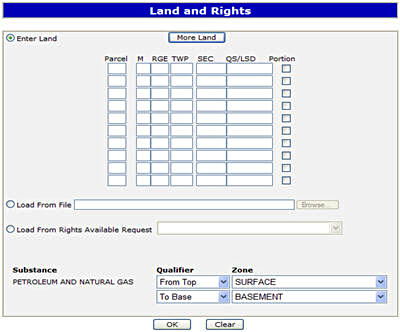 Land and Rights
Enter Land
More Land
Parcel M RGE TWP SEC QS/LSD Portion
Load From File Browse...
Load From Rights Available Request
Substance Qualifier Zone
PETROLEUM AND NATURAL GAS From Top SURFACE
To Base BASEMENT
OK Clear